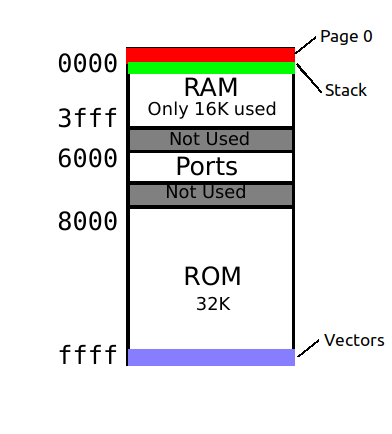 Page 0
0000
Stack
RAM
Only 16K used
3fff
Not Used
6000
Ports
Not Used
8000
ROM
32K
Vectors
ffff